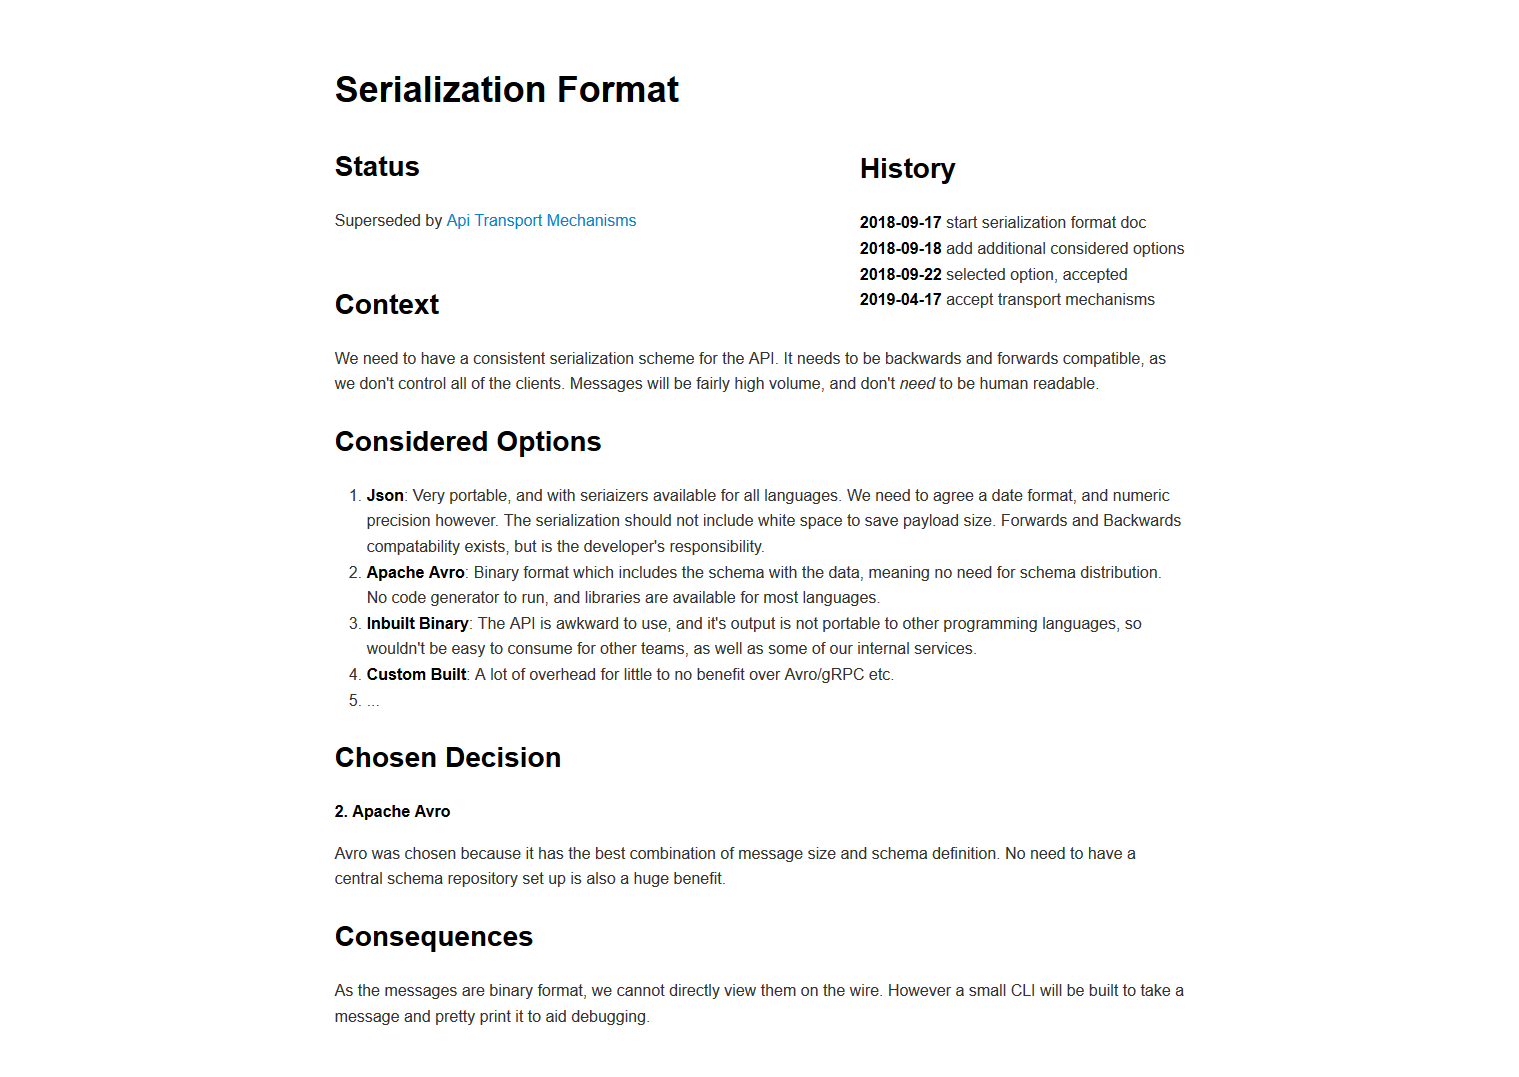 Serialization Format
Status
Superseded by Api Transport Mechanisms
History
2018-09-17 start serialization format doc
2018-09-18 add additional considered options
2018-09-22 selected option, accepted
2019-04-17 accept transport mechanisms
Context
We need to have a consistent serialization scheme for the API. It needs to be backwards and forwards compatible, as
we don't control all of the clients. Messages will be fairly high volume, and don't need to be human readable.
Considered Options
1. Json: Very portable, and with seriaizers available for all languages. We need to agree a date format, and numeric
precision however. The serialization should not include white space to save payload size. Forwards and Backwards
compatability exists, but is the developer's responsibility.
2. Apache Avro: Binary format which includes the schema with the data, meaning no need for schema distribution.
No code generator to run, and libraries are available for most languages.
3. Inbuilt Binary: The API is awkward to use, and it's output is not portable to other programming languages, so
wouldn't be easy to consume for other teams, as well as some of our internal services.
4. Custom Built: A lot of overhead for little to no benefit over Avro/gRPC etc.
5. ...
Chosen Decision
2. Apache Avro
Avro was chosen because it has the best combination of message size and schema definition. No need to have a
central schema repository set up is also a huge benefit.
Consequences
As the messages are binary format, we cannot directly view them on the wire. However a small CLI will be built to take a
message and pretty print it to aid debugging.